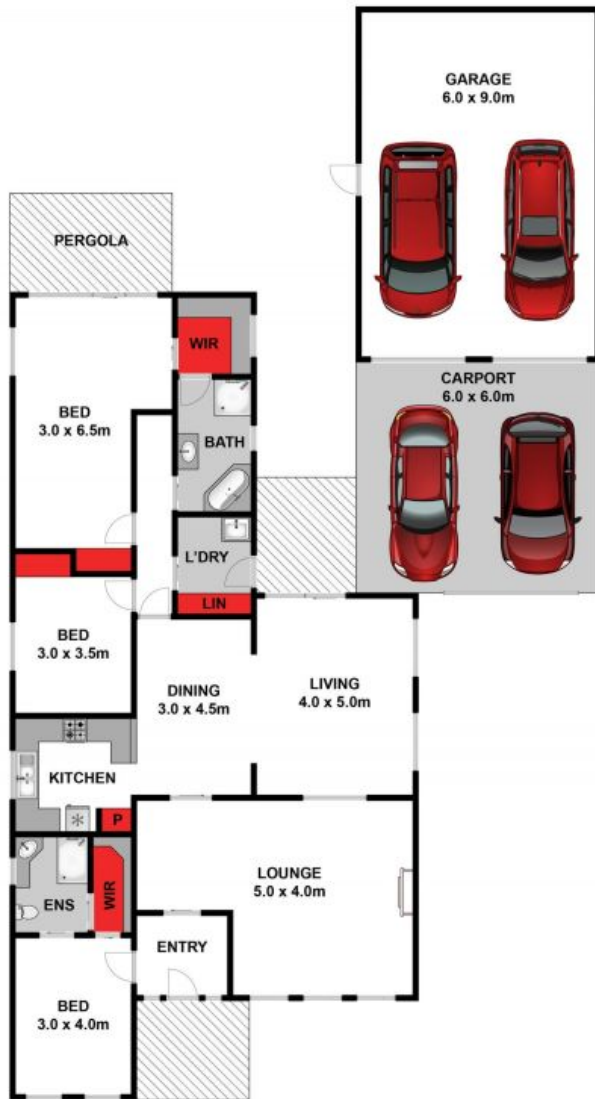 GARAGE
6.0 x 9.0m
PERGOLA
WIR
CARPORT
6.0 x 6.0m
BED
3.0 x 6.5m
BATH
L'DRY
LIN
BED
3.0 x 3.5m
DINING
3.0 x 4.5m
LIVING
4.0 x 5.0m
KITCHEN
P
LOUNGE
5.0 x 4.0m
WIR
ENS
ENTRY
BED
3.0 x 4.0m